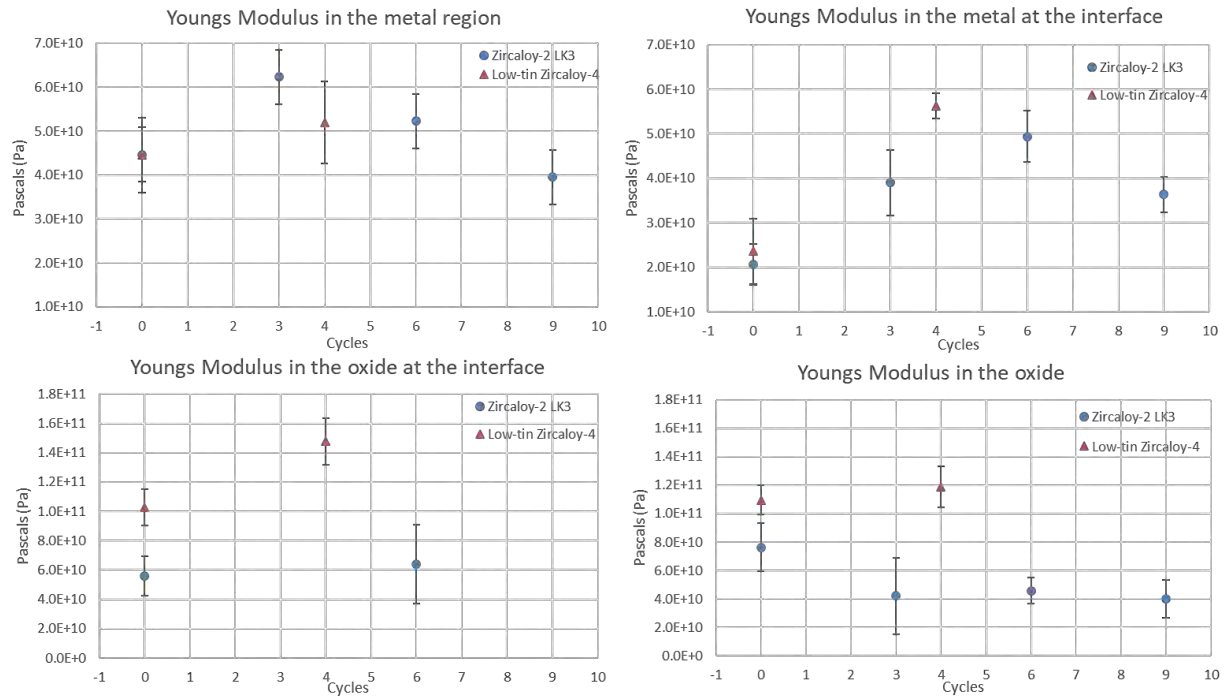 Youngs Modulus in the metal region
7.0E+10
6.0E+10
5.0E+10
4.0E+10
3.0E+10
2.0E+10
1.0E+10
Pascals (Pa)
Zircaloy-2 LK3
Low-tin Zircaloy-4
-1 0 1 2 3 4 5 6 7 8 9 10
Cycles
Youngs Modulus in the metal at the interface
7.0E+10
6.0E+10
5.0E+10
4.0E+10
3.0E+10
2.0E+10
1.0E+10
Pascals (Pa)
Zircaloy-2 LK3
Low-tin Zircaloy-4
-1 0 1 2 3 4 5 6 7 8 9 10
Cycles
Youngs Modulus in the oxide at the interface
1.8E+11
1.6E+11
1.4E+11
1.2E+11
1.0E+11
8.0E+10
6.0E+10
4.0E+10
2.0E+10
0.0E+0
Pascals (Pa)
Zircaloy-2 LK3
Low-tin Zircaloy-4
-1 0 1 2 3 4 5 6 7 8 9 10
Cycles
Youngs Modulus in the oxide
1.8E+11
1.6E+11
1.4E+11
1.2E+11
1.0E+11
8.0E+10
6.0E+10
4.0E+10
2.0E+10
0.0E+0
Pascals (Pa)
Zircaloy-2 LK3
Low-tin Zircaloy-4
-1 0 1 2 3 4 5 6 7 8 9 10
Cycles